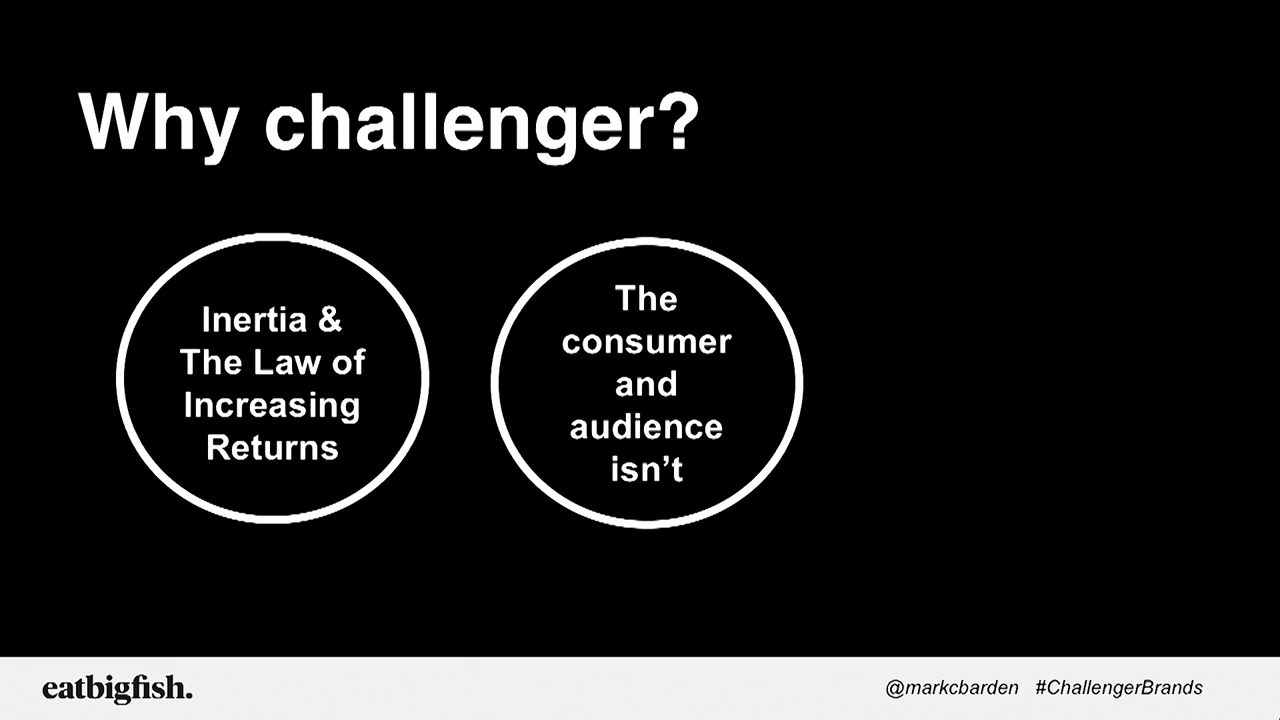 Why challenger?
Inertia &
The Law of
Increasing
Returns
The
consumer
and
audience
isn’t
eatbigfish.
@markcbarden #ChallengerBrands